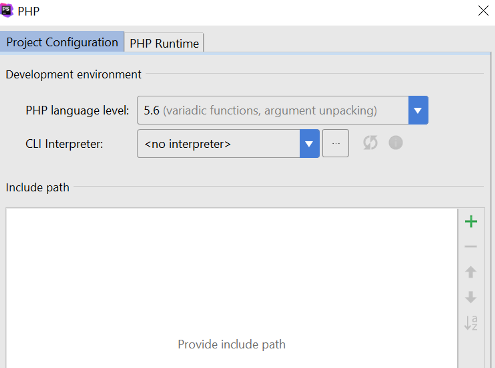 PS PHP
Project Configuration PHP Runtime
Development environment
PHP language level: 5.6 (variadic functions, argument unpacking)
CLI Interpreter: <no interpreter> ...
Include path
a
z
Provide include path